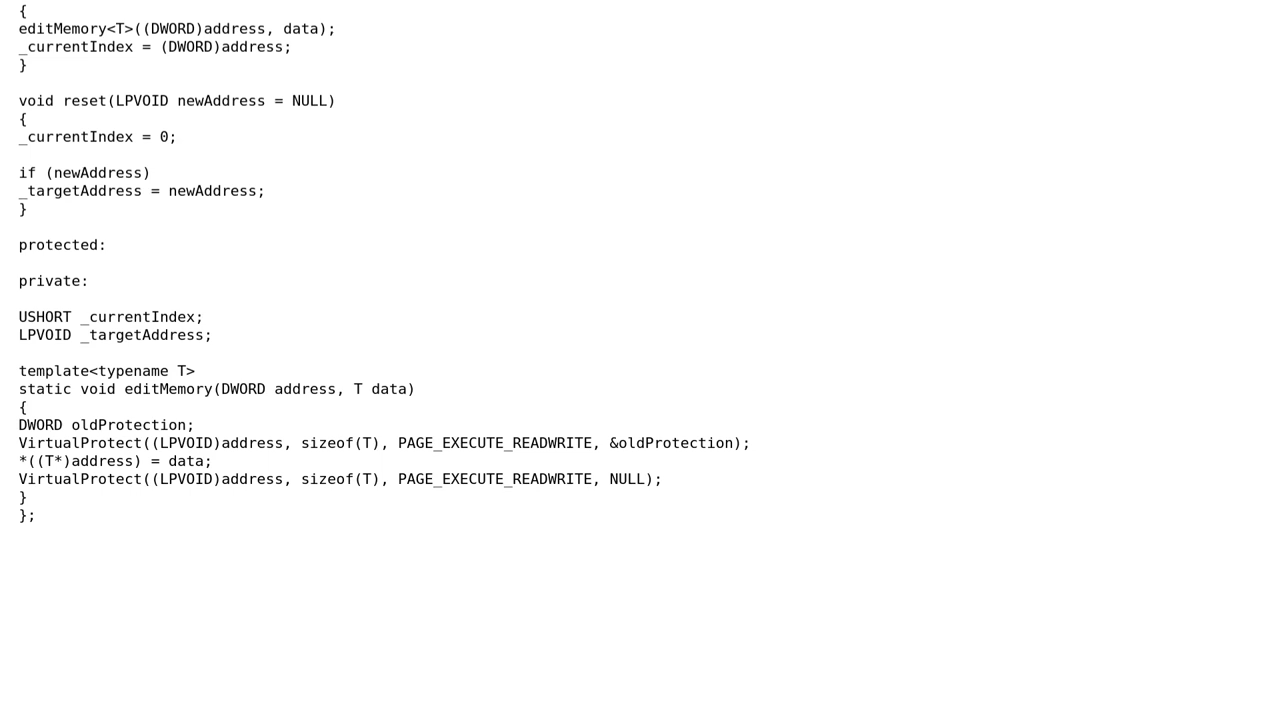 {
editMemory<T>((DWORD)address, data);
_currentIndex = (DWORD)address;
}
void reset(LPVOID newAddress = NULL)
{
_currentIndex = 0;
if (newAddress)
_targetAddress = newAddress;
}
protected:
private:
USHORT _currentIndex;
LPVOID _targetAddress;
template<typename T>
static void editMemory(DWORD address, T data)
{
DWORD oldProtection;
VirtualProtect((LPVOID)address, sizeof(T), PAGE_EXECUTE_READWRITE, &oldProtection);
*((T*)address) = data;
VirtualProtect((LPVOID)address, sizeof(T), PAGE_EXECUTE_READWRITE, NULL);
}
};